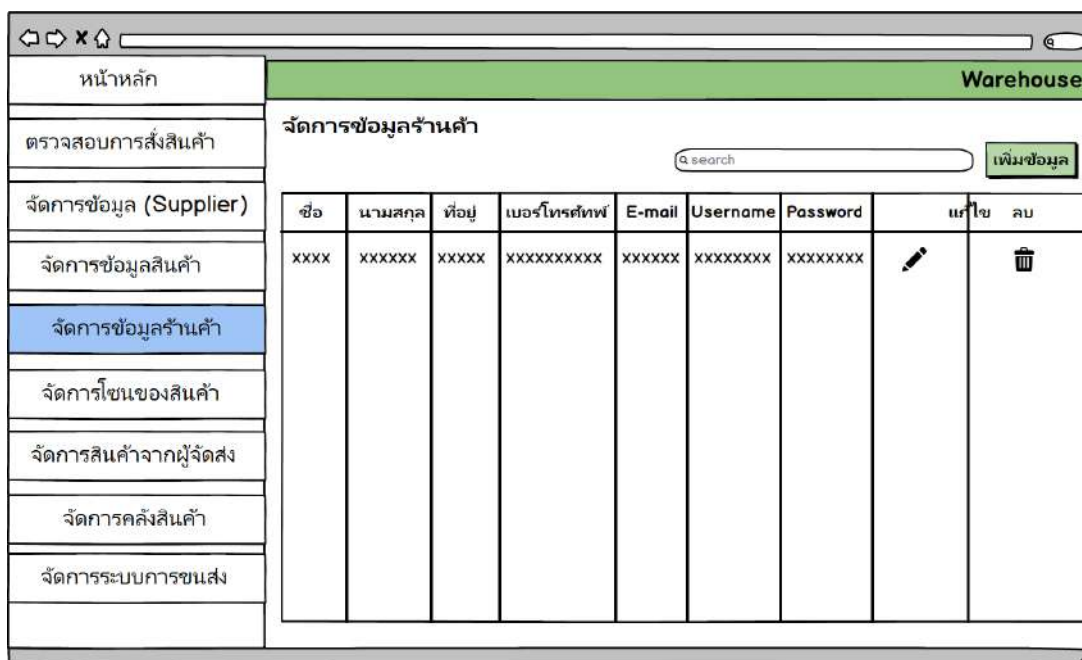 หน้าหลัก
Warehouse
ตรวจสอบการสั่งสินค้า
จัดการข้อมูล (Supplier)
จัดการข้อมูลสินค้า
จัดการข้อมูลร้านค้า
จัดการโซนของสินค้า
จัดการสินค้าจากผู้จัดส่ง
จัดการคลังสินค้า
จัดการระบบการขนส่ง
จัดการข้อมูลร้านค้า
search
เพิ่มข้อมูล
ชื่อ นามสกุล ที่อยู่ เบอร์โทรศัทพ์ E-mail Username Password แก้ไข ลบ
xxxx xxxxxx xxxxx xxxxxxxxxx xxxxxx xxxxxxxx xxxxxxxx